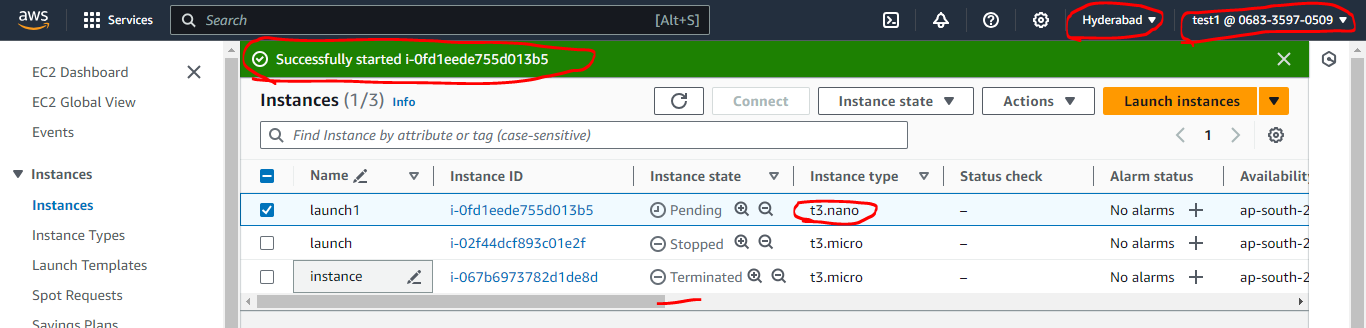 aws
Services
Search [Alt+S]
Hyderabad
test1 @ 0683-3597-0509
EC2 Dashboard
EC2 Global View
Events
Instances
Instances
Instance Types
Launch Templates
Spot Requests
Savings Plans
Successfully started i-0fd1eede755d013b5
Instances (1/3) Info
Connect
Instance state
Actions
Launch instances
Find Instance by attribute or tag (case-sensitive)
1
Name Instance ID Instance state Instance type Status check Alarm status Availability
launch1 i-0fd1eede755d013b5 Pending t3.nano – No alarms + ap-south-2
launch i-02f44dcf893c01e2f Stopped t3.micro – No alarms + ap-south-2
instance i-067b6973782d1de8d Terminated t3.micro – No alarms + ap-south-2